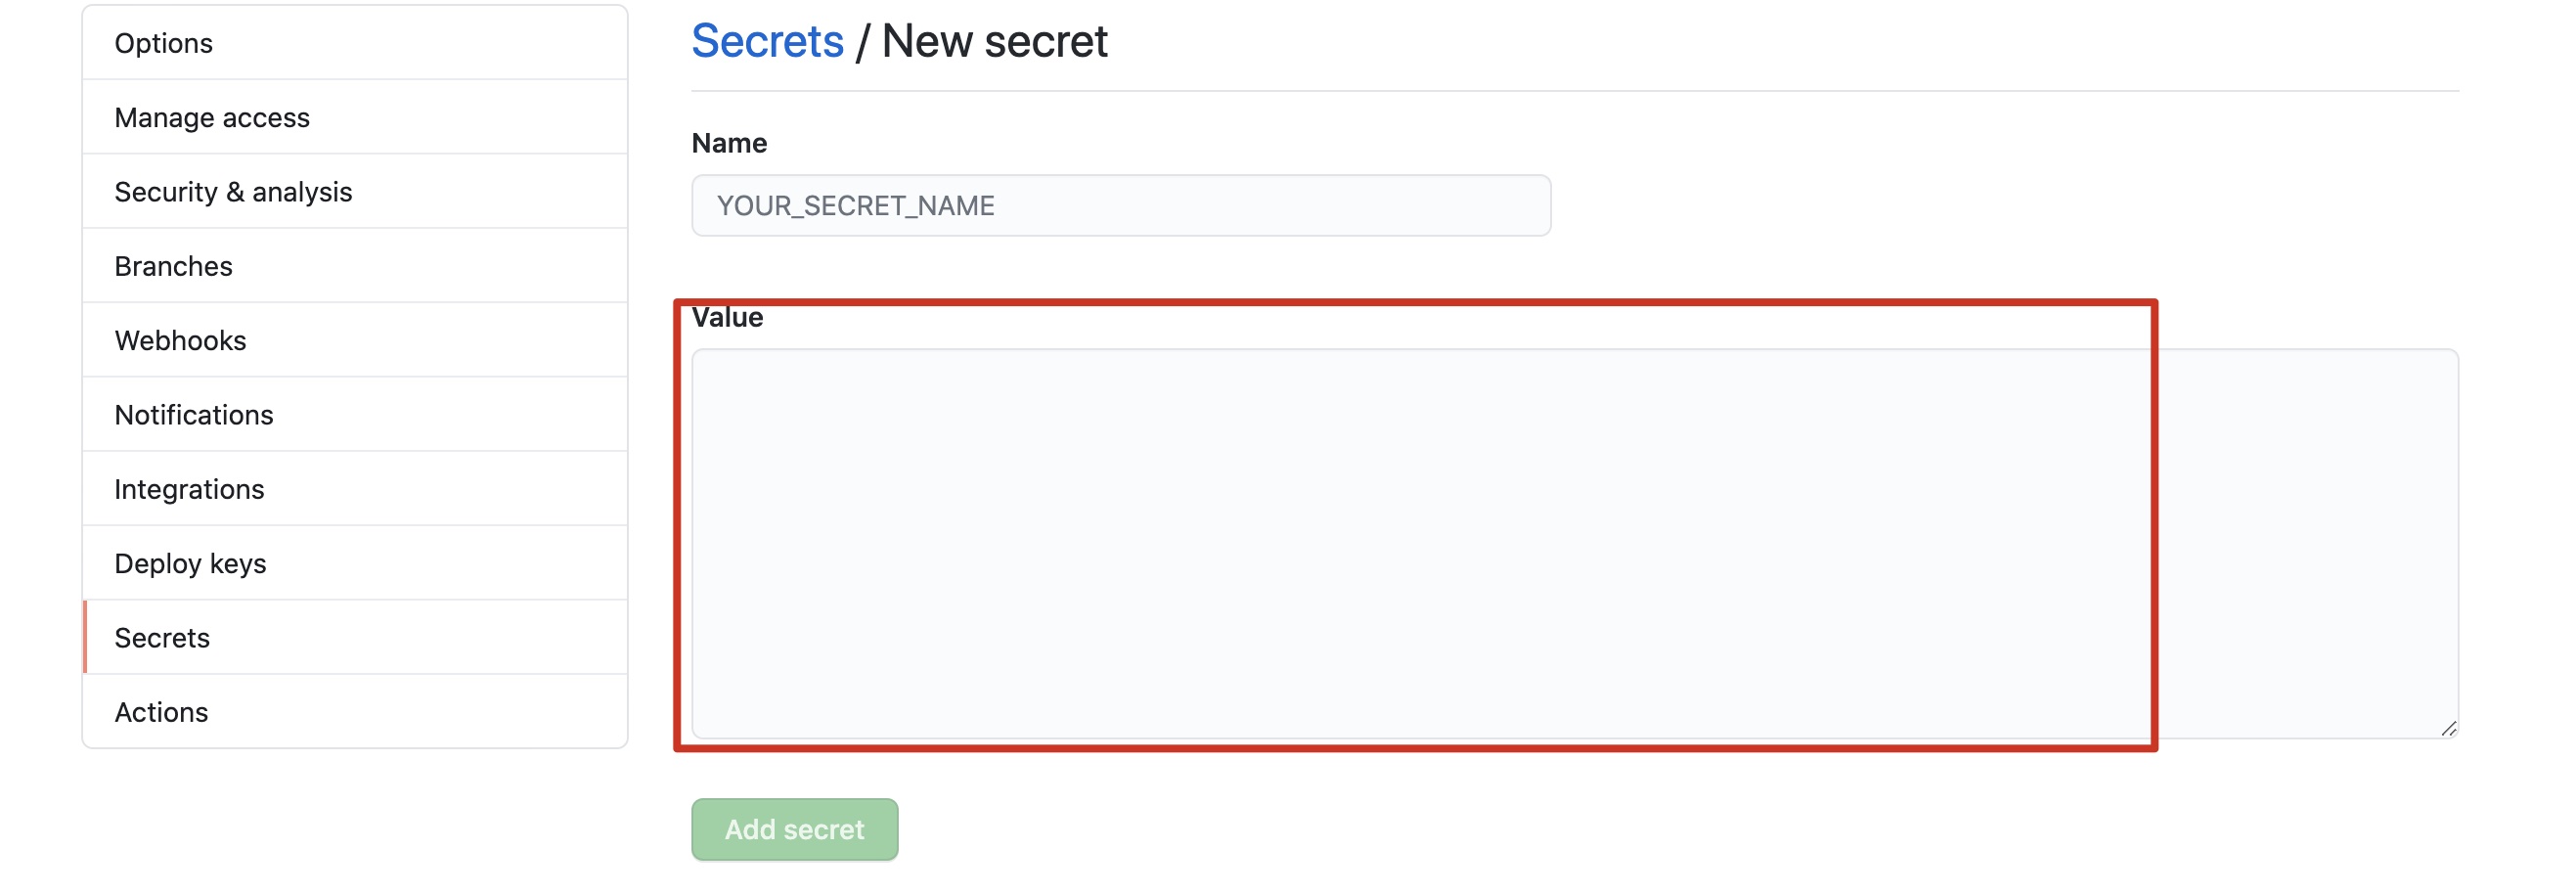 Options
Manage access
Security & analysis
Branches
Webhooks
Notifications
Integrations
Deploy keys
Secrets
Actions
Secrets / New secret
Name
YOUR_SECRET_NAME
Value
Add secret